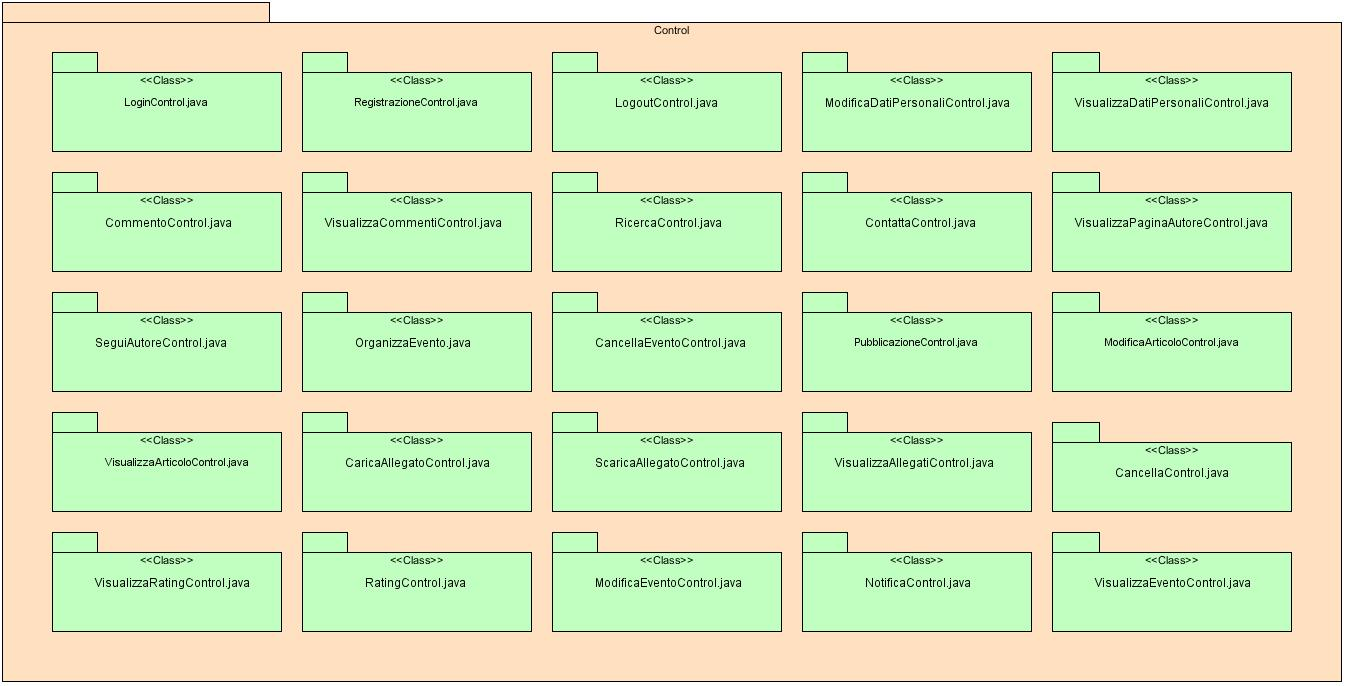 Control
<<Class>>
LoginControl.java
<<Class>>
RegistrazioneControl.java
<<Class>>
LogoutControl.java
<<Class>>
ModificaDatiPersonaliControl.java
<<Class>>
VisualizzaDatiPersonaliControl.java
<<Class>>
CommentoControl.java
<<Class>>
VisualizzaCommentiControl.java
<<Class>>
RicercaControl.java
<<Class>>
ContattaControl.java
<<Class>>
VisualizzaPaginaAutoreControl.java
<<Class>>
SeguiAutoreControl.java
<<Class>>
OrganizzaEvento.java
<<Class>>
CancellaEventoControl.java
<<Class>>
PubblicazioneControl.java
<<Class>>
ModificaArticoloControl.java
<<Class>>
VisualizzaArticoloControl.java
<<Class>>
CaricaAllegatoControl.java
<<Class>>
ScaricaAllegatoControl.java
<<Class>>
VisualizzaAllegatiControl.java
<<Class>>
CancellaControl.java
<<Class>>
VisualizzaRatingControl.java
<<Class>>
RatingControl.java
<<Class>>
ModificaEventoControl.java
<<Class>>
NotificaControl.java
<<Class>>
VisualizzaEventoControl.java